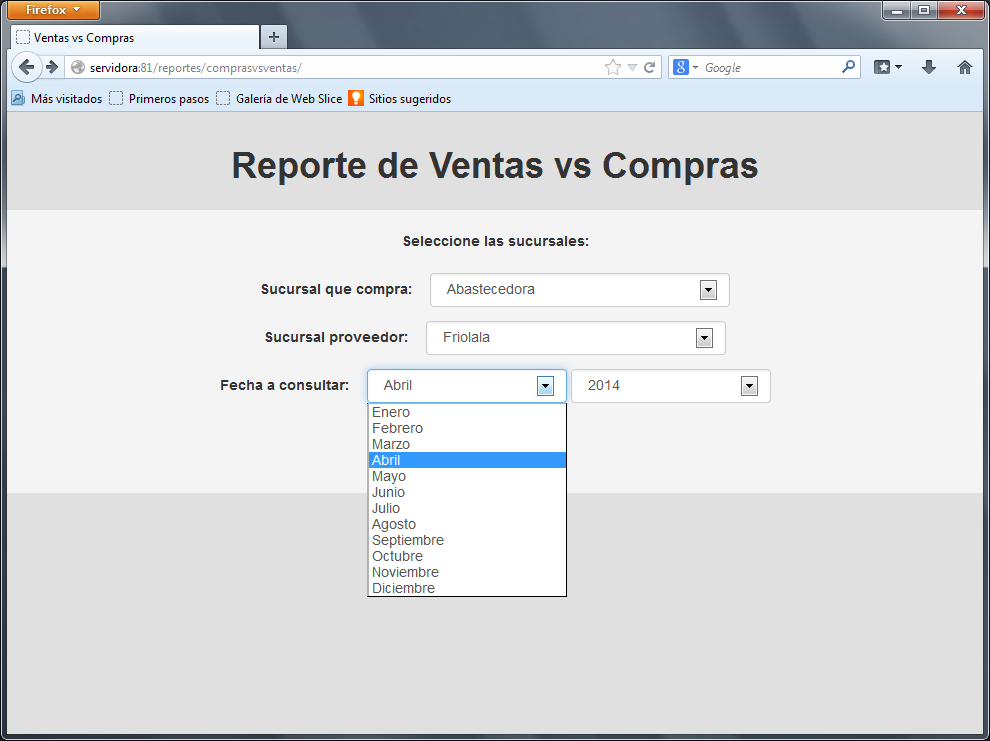 Firefox
Ventas vs Compras
servidora:81/reportes/comprasvsventas/
Google
Más visitados Primeros pasos Galería de Web Slice Sitios sugeridos
Reporte de Ventas vs Compras
Seleccione las sucursales:
Sucursal que compra: Abastecedora
Sucursal proveedor: Friolala
Fecha a consultar: Abril 2014
Enero
Febrero
Marzo
Abril
Mayo
Junio
Julio
Agosto
Septiembre
Octubre
Noviembre
Diciembre